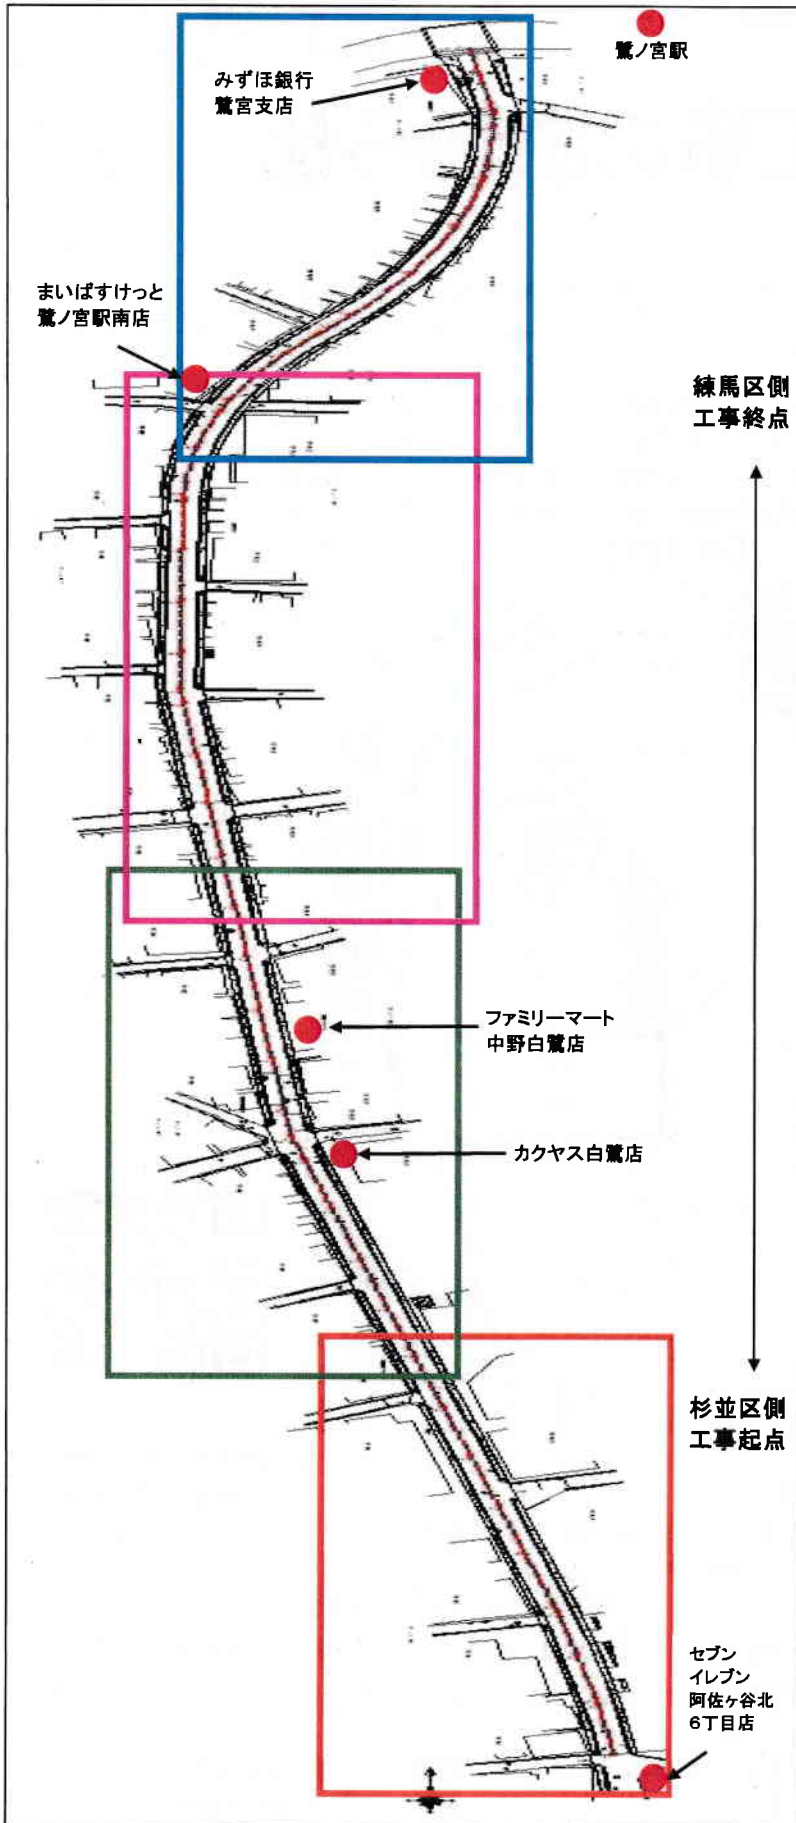 鷺ノ宮駅
みずほ銀行
鷺宮支店
まいばすけっと
鷺ノ宮駅南店
練馬区側
工事終点
ファミリーマート
中野白鷺店
カクヤス白鷺店
杉並区側
工事起点
セブン
イレブン
阿佐ヶ谷北
6丁目店